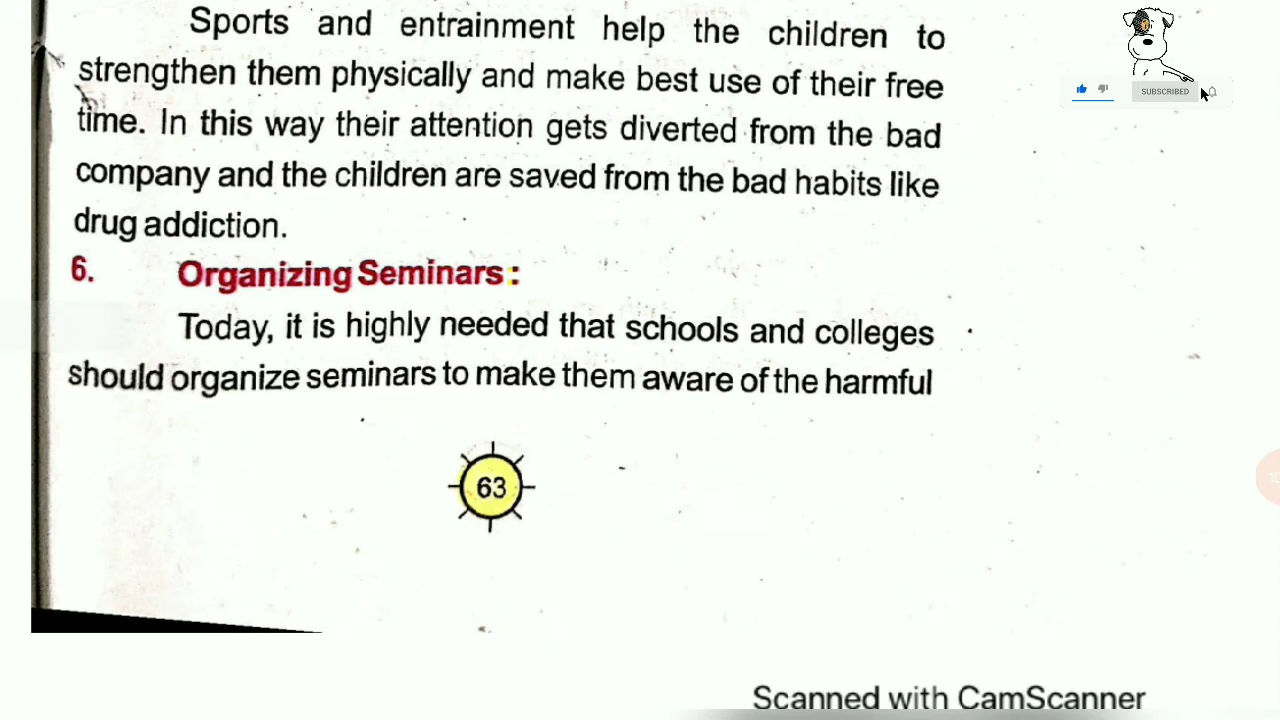 Sports and entrainment help the children to
strengthen them physically and make best use of their free
time. In this way their attention gets diverted from the bad
company and the children are saved from the bad habits like
drug addiction.
6. Organizing Seminars :
Today, it is highly needed that schools and colleges
should organize seminars to make them aware of the harmful
63
SUBSCRIBED
Scanned with CamScanner